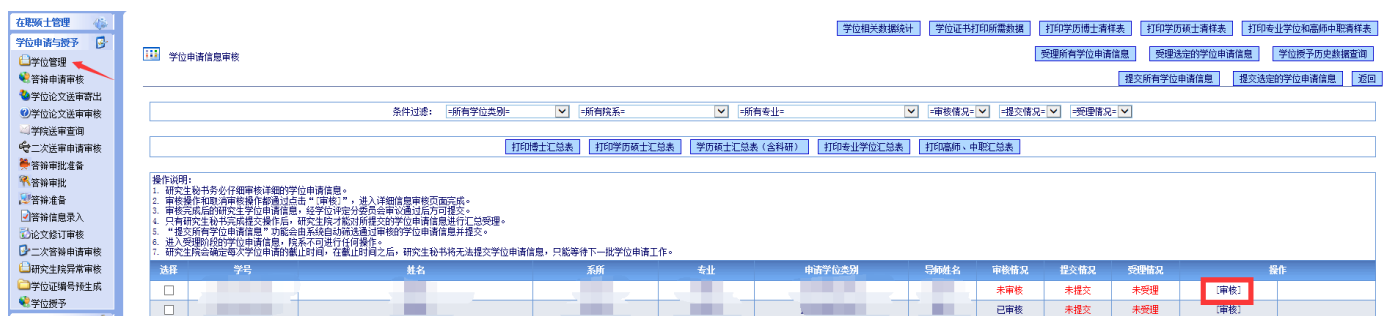 在职硕士管理
学位申请与授予
学位管理
答辩申请审核
学位论文送审寄出
学位论文送审审核
学院送审查询
二次送审申请审核
答辩审批准备
答辩审批
答辩准备
答辩信息录入
论文修订审核
二次答辩申请审核
研究生院异常审核
学位证编号预生成
学位授予
学位相关数据统计 学位证书打印所需数据 打印学历博士清样表 打印学历硕士清样表 打印专业学位和高师中职清样表
学位申请信息审核
受理所有学位申请信息 受理选定的学位申请信息 学位授予历史数据查询
提交所有学位申请信息 提交选定的学位申请信息 返回
条件过滤: =所有学位类别= =所有院系= =所有专业= =审核情况= =提交情况= =受理情况=
打印博士汇总表 打印学历硕士汇总表 学历硕士汇总表(含科研) 打印专业学位汇总表 打印高师、中职汇总表
操作说明:
1. 研究生秘书务必仔细审核详细的学位申请信息。
2. 审核操作和取消审核操作都通过点击“[审核]”,进入详细信息审核页面完成。
3. 审核完成后的研究生学位申请信息,经学位评定分委员会审议通过后方可提交。
4. 只有研究生秘书完成提交操作后,研究生院才能对所提交的学位申请信息进行汇总受理。
5. “提交所有学位申请信息”功能会由系统自动筛选通过审核的学位申请信息并提交。
6. 进入受理阶段的学位申请信息,院系不可进行任何操作。
7. 研究生院会确定每次学位申请的截止时间,在截止时间之后,研究生秘书将无法提交学位申请信息,只能等待下一批学位申请工作。
选择 学号 姓名 系所 专业 申请学位类别 导师姓名 审核情况 提交情况 受理情况 操作
未审核 未提交 未受理 [审核]
已审核 未提交 未受理 [审核]